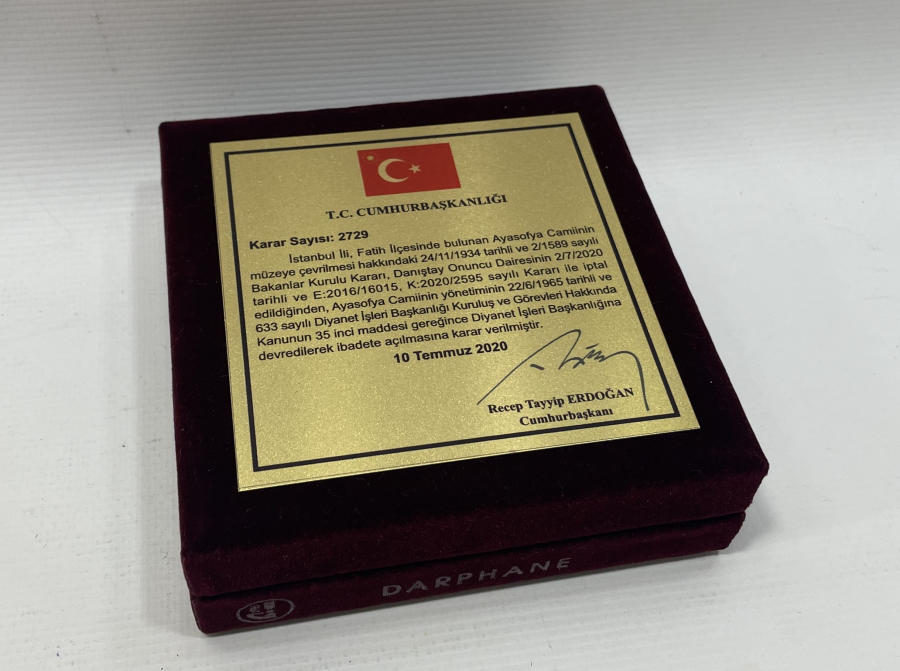 T.C. CUMHURBAŞKANLIĞI
Karar Sayısı: 2729
İstanbul İli, Fatih İlçesinde bulunan Ayasofya Camiinin
müzeye çevrilmesi hakkındaki 24/11/1934 tarihli ve 2/1589 sayılı
Bakanlar Kurulu Kararı, Danıştay Onuncu Dairesinin 2/7/2020
tarihli ve E:2016/16015, K:2020/2595 sayılı Kararı ile iptal
edildiğinden, Ayasofya Camiinin yönetiminin 22/6/1965 tarihli ve
633 sayılı Diyanet İşleri Başkanlığı Kuruluş ve Görevleri Hakkında
Kanunun 35 inci maddesi gereğince Diyanet İşleri Başkanlığına
devredilerek ibadete açılmasına karar verilmiştir.
10 Temmuz 2020
Recep Tayyip ERDOĞAN
Cumhurbaşkanı
DARPHANE